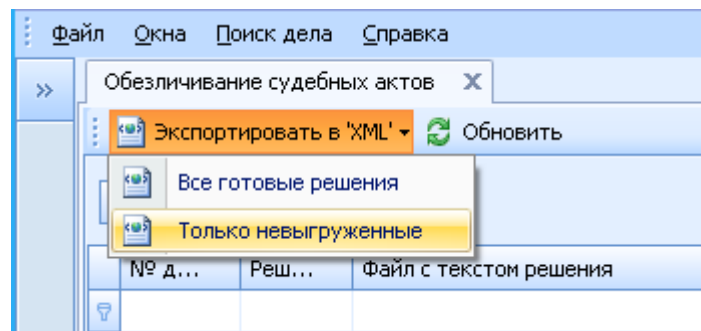 Файл Окна Поиск дела Справка
» Обезличивание судебных актов X
Экспортировать в 'XML' Обновить
Все готовые решения
Только невыгруженные
№ д... Реш... Файл с текстом решения